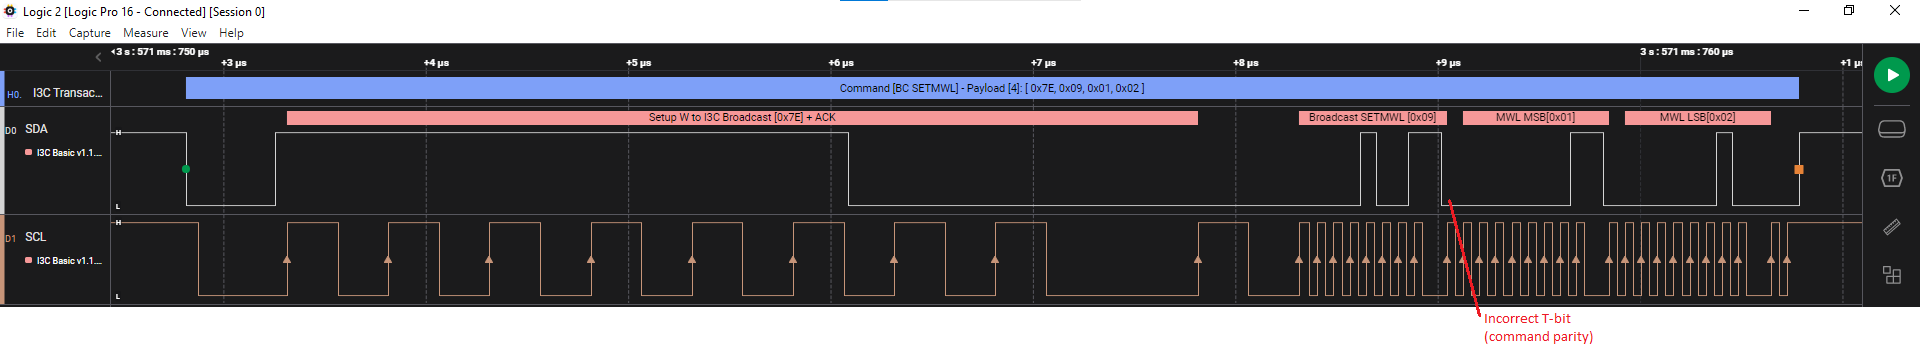 Logic 2 [Logic Pro 16 - Connected] [Session 0]
File Edit Capture Measure View Help
3 s : 571 ms : 750 µs
3 s : 571 ms : 760 µs
+3 µs
+4 µs
+5 µs
+6 µs
+7 µs
+8 µs
+9 µs
+1 µs
H0. I3C Transac...
Command [BC SETMWL] - Payload [4]: [ 0x7E, 0x09, 0x01, 0x02 ]
D0 SDA
H
L
I3C Basic v1.1....
Setup W to I3C Broadcast [0x7E] + ACK
Broadcast SETMWL [0x09]
MWL MSB[0x01]
MWL LSB[0x02]
1F
D1 SCL
H
L
I3C Basic v1.1....
Incorrect T-bit
(command parity)